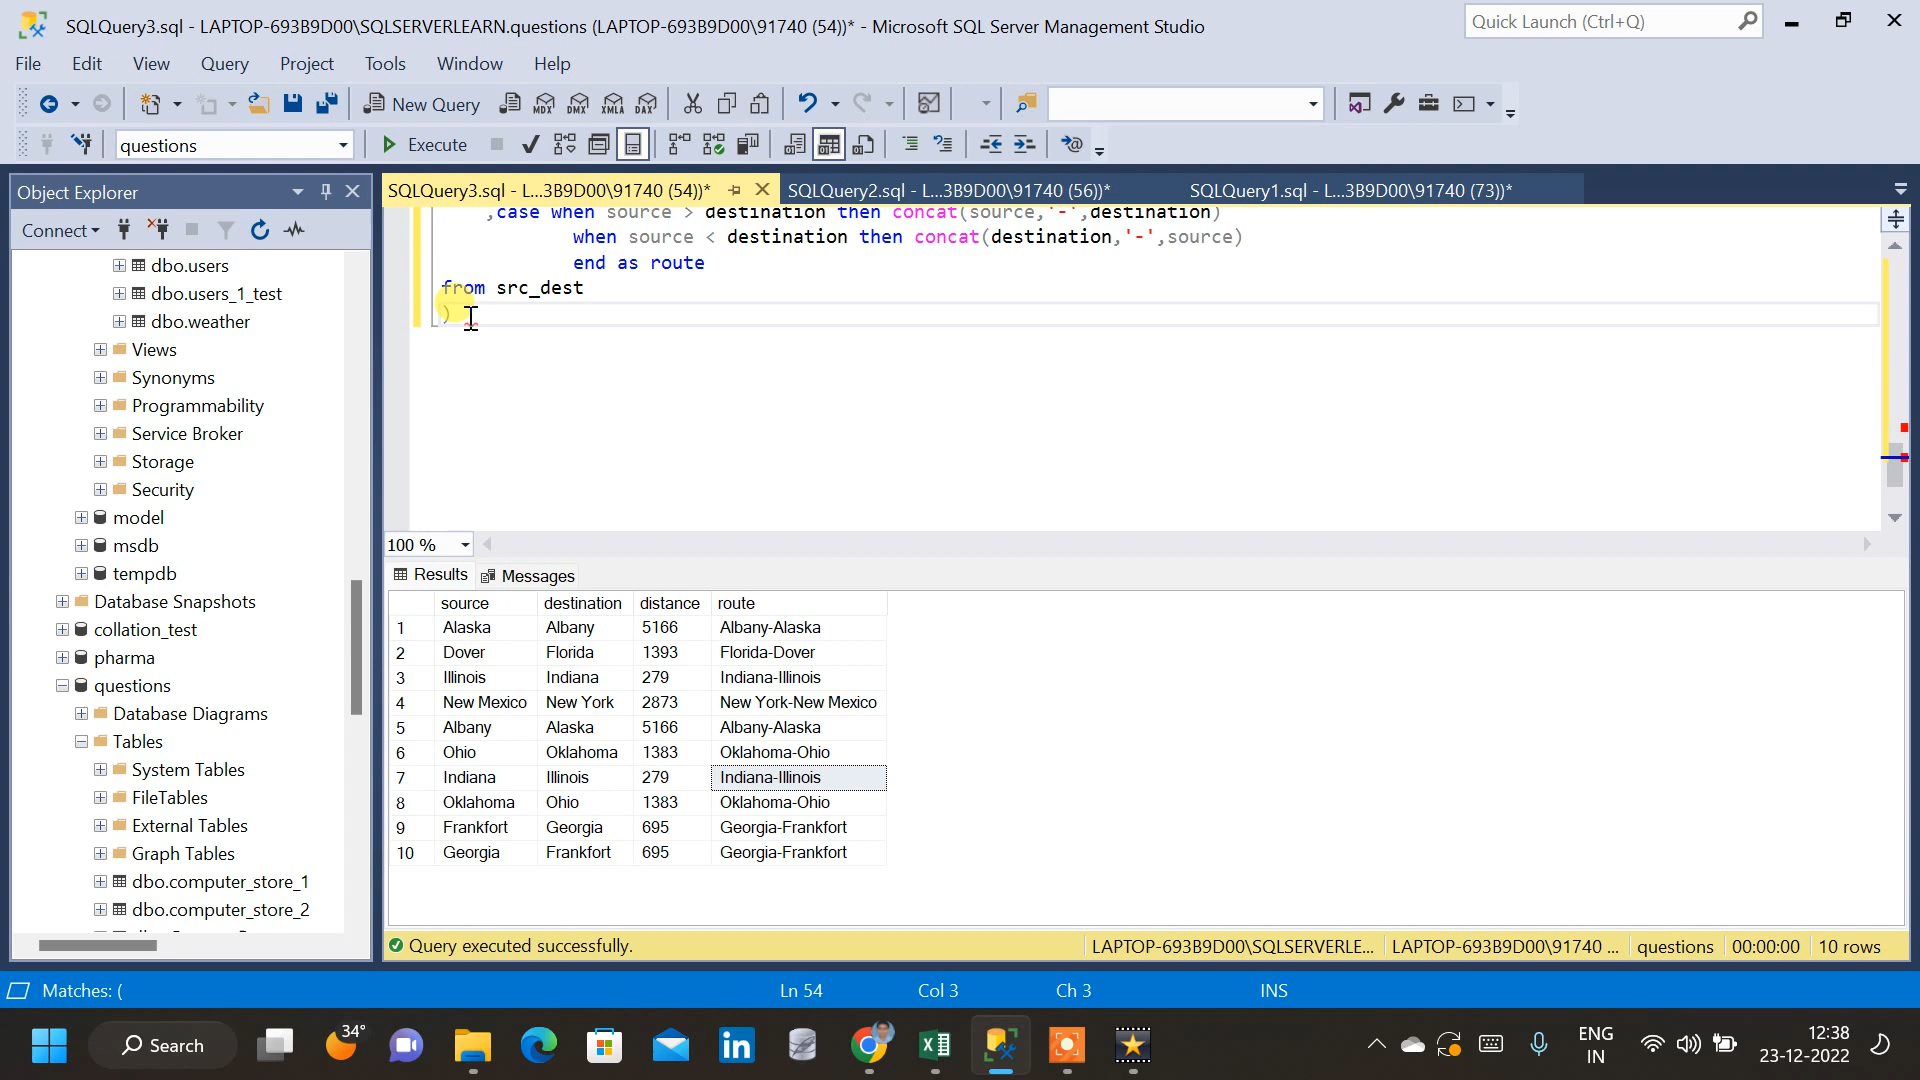 SQLQuery3.sql - LAPTOP-693B9D00\SQLSERVERLEARN.questions (LAPTOP-693B9D00\91740 (54))* - Microsoft SQL Server Management Studio
Quick Launch (Ctrl+Q)
File Edit View Query Project Tools Window Help
New Query MDX DMX XMLA DAX
questions Execute
Object Explorer
SQLQuery3.sql - L...3B9D00\91740 (54))* SQLQuery2.sql - L...3B9D00\91740 (56))* SQLQuery1.sql - L...3B9D00\91740 (73))*
Connect
,case when source > destination then concat(source,'-',destination)
when source < destination then concat(destination,'-',source)
end as route
from src_dest
)
dbo.users
dbo.users_1_test
dbo.weather
Views
Synonyms
Programmability
Service Broker
Storage
Security
model
msdb
tempdb
Database Snapshots
collation_test
pharma
questions
Database Diagrams
Tables
System Tables
FileTables
External Tables
Graph Tables
dbo.computer_store_1
dbo.computer_store_2
100 %
Results Messages
source destination distance route
1 Alaska Albany 5166 Albany-Alaska
2 Dover Florida 1393 Florida-Dover
3 Illinois Indiana 279 Indiana-Illinois
4 New Mexico New York 2873 New York-New Mexico
5 Albany Alaska 5166 Albany-Alaska
6 Ohio Oklahoma 1383 Oklahoma-Ohio
7 Indiana Illinois 279 Indiana-Illinois
8 Oklahoma Ohio 1383 Oklahoma-Ohio
9 Frankfort Georgia 695 Georgia-Frankfort
10 Georgia Frankfort 695 Georgia-Frankfort
Query executed successfully. LAPTOP-693B9D00\SQLSERVERLE... LAPTOP-693B9D00\91740 ... questions 00:00:00 10 rows
Matches: ( Ln 54 Col 3 Ch 3 INS
Search 34° ENG
IN
12:38
23-12-2022